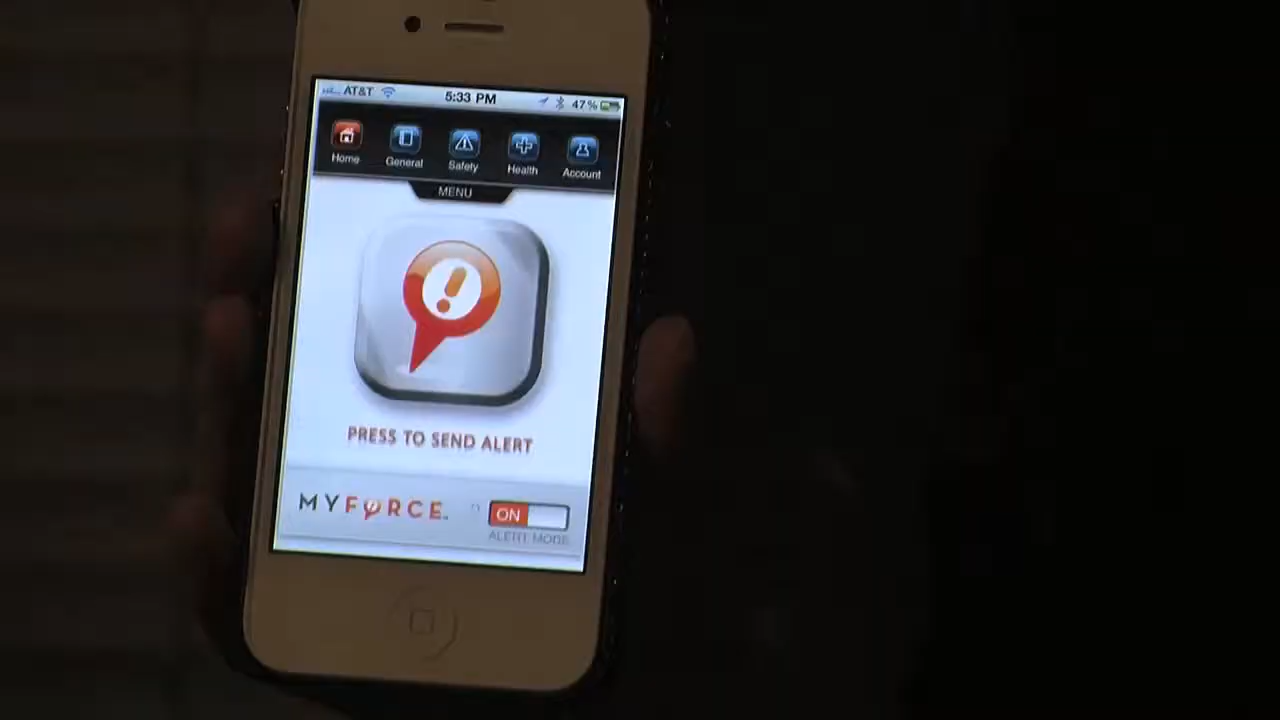 AT&T 5:33 PM 47%
Home General Safety Health Account
MENU
PRESS TO SEND ALERT
MYFORCE
ON
ALERT MODE